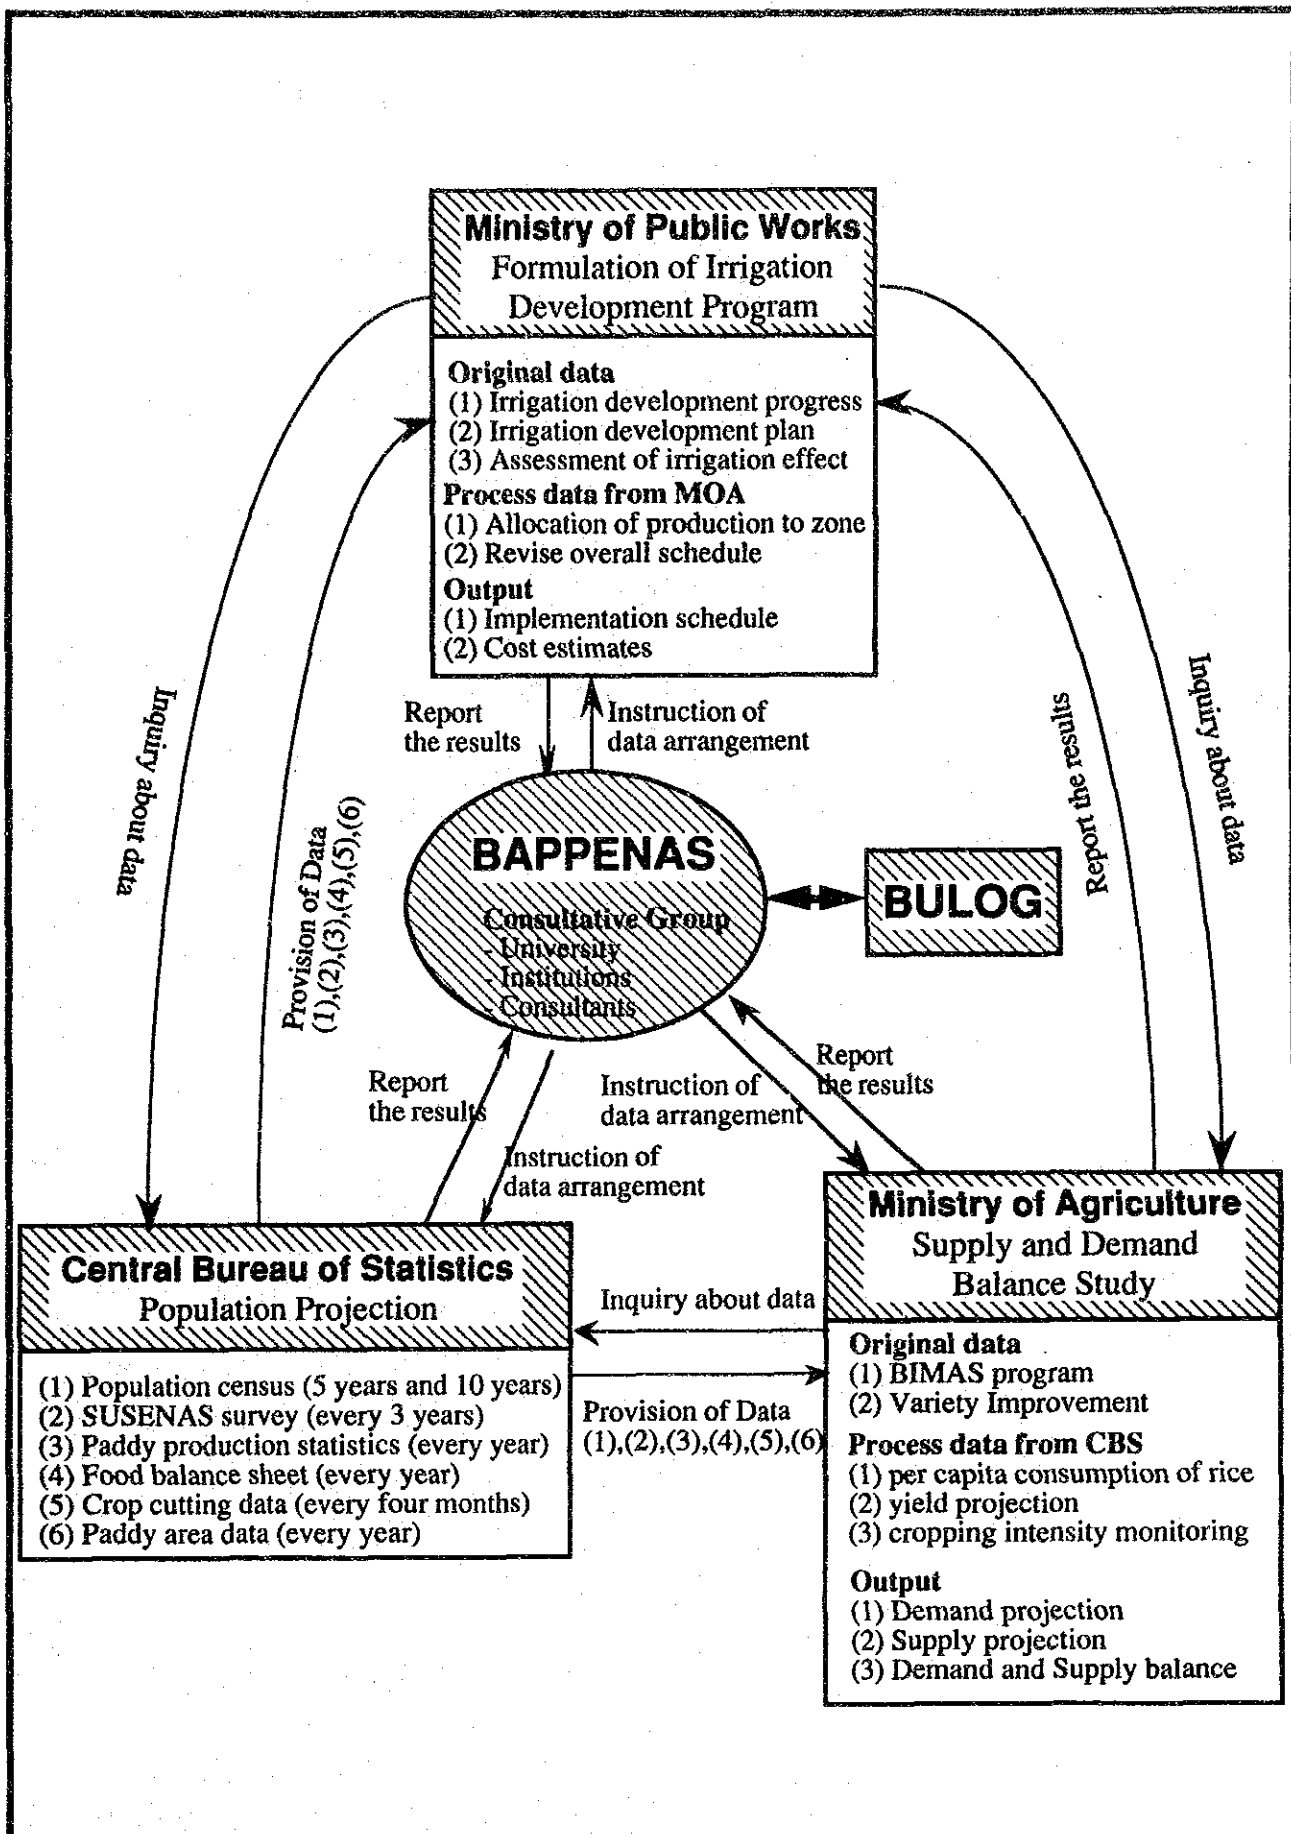 Ministry of Public Works
Formulation of Irrigation
Development Program
Original data
(1) Irrigation development progress
(2) Irrigation development plan
(3) Assessment of irrigation effect
Process data from MOA
(1) Allocation of production to zone
(2) Revise overall schedule
Output
(1) Implementation schedule
(2) Cost estimates
Inquiry about data
Provision of Data
(1),(2),(3),(4),(5),(6)
Report
the results
Instruction of
data arrangement
Report the results
Inquiry about data
BAPPENAS
Consultative Group
- University
- Institutions
- Consultants
BULOG
Report
the results
Instruction of
data arrangement
Instruction of
data arrangement
Report
the results
Central Bureau of Statistics
Population Projection
(1) Population census (5 years and 10 years)
(2) SUSENAS survey (every 3 years)
(3) Paddy production statistics (every year)
(4) Food balance sheet (every year)
(5) Crop cutting data (every four months)
(6) Paddy area data (every year)
Inquiry about data
Provision of Data
(1),(2),(3),(4),(5),(6)
Ministry of Agriculture
Supply and Demand
Balance Study
Original data
(1) BIMAS program
(2) Variety Improvement
Process data from CBS
(1) per capita consumption of rice
(2) yield projection
(3) cropping intensity monitoring
Output
(1) Demand projection
(2) Supply projection
(3) Demand and Supply balance